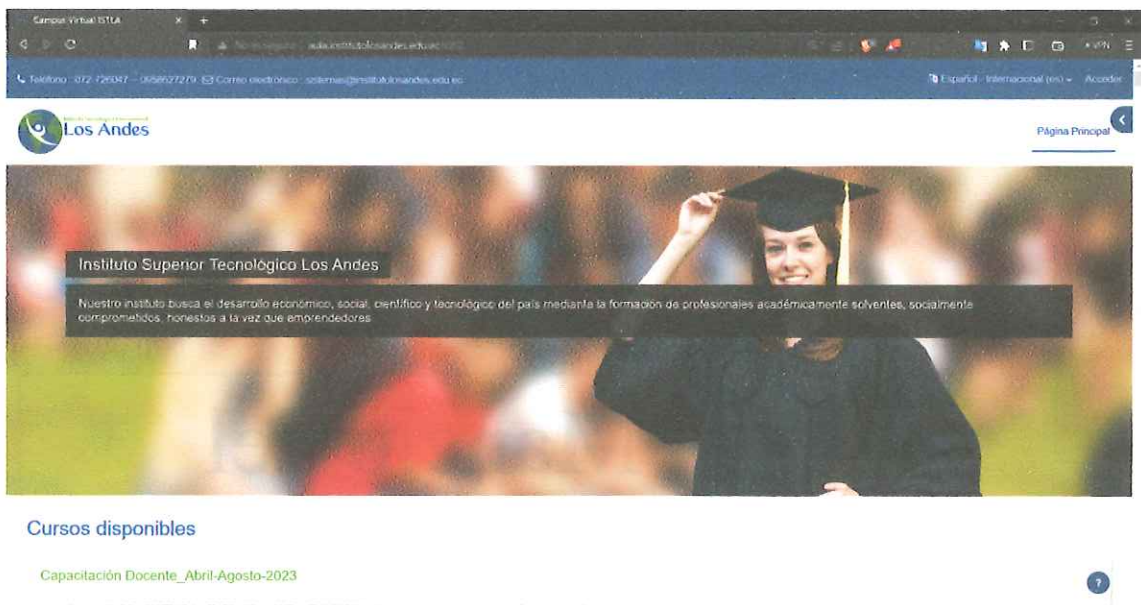 Campus Virtual ISTLA
No es seguro aula.institutolosandes.edu.ec
Teléfono : 072-726047 - 0958627279 Correo electrónico : sistemas@institutolosandes.edu.ec
Español - Internacional (es) Acceder
Los Andes
Página Principal
Instituto Superior Tecnológico Los Andes
Nuestro instituto busca el desarrollo económico, social, científico y tecnológico del país mediante la formación de profesionales académicamente solventes, socialmente
comprometidos, honestos a la vez que emprendedores
Cursos disponibles
Capacitación Docente_Abril-Agosto-2023